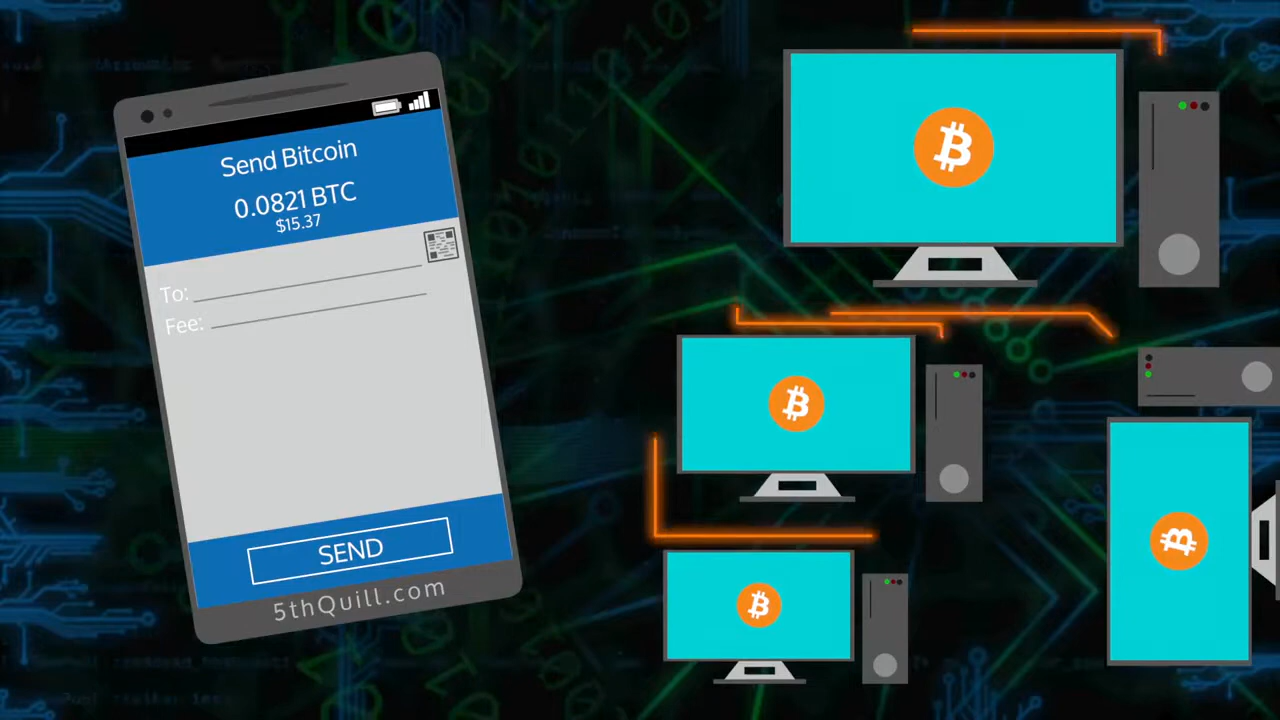 Send Bitcoin
0.0821 BTC
$15.37
To:
Fee:
SEND
5thQuill.com